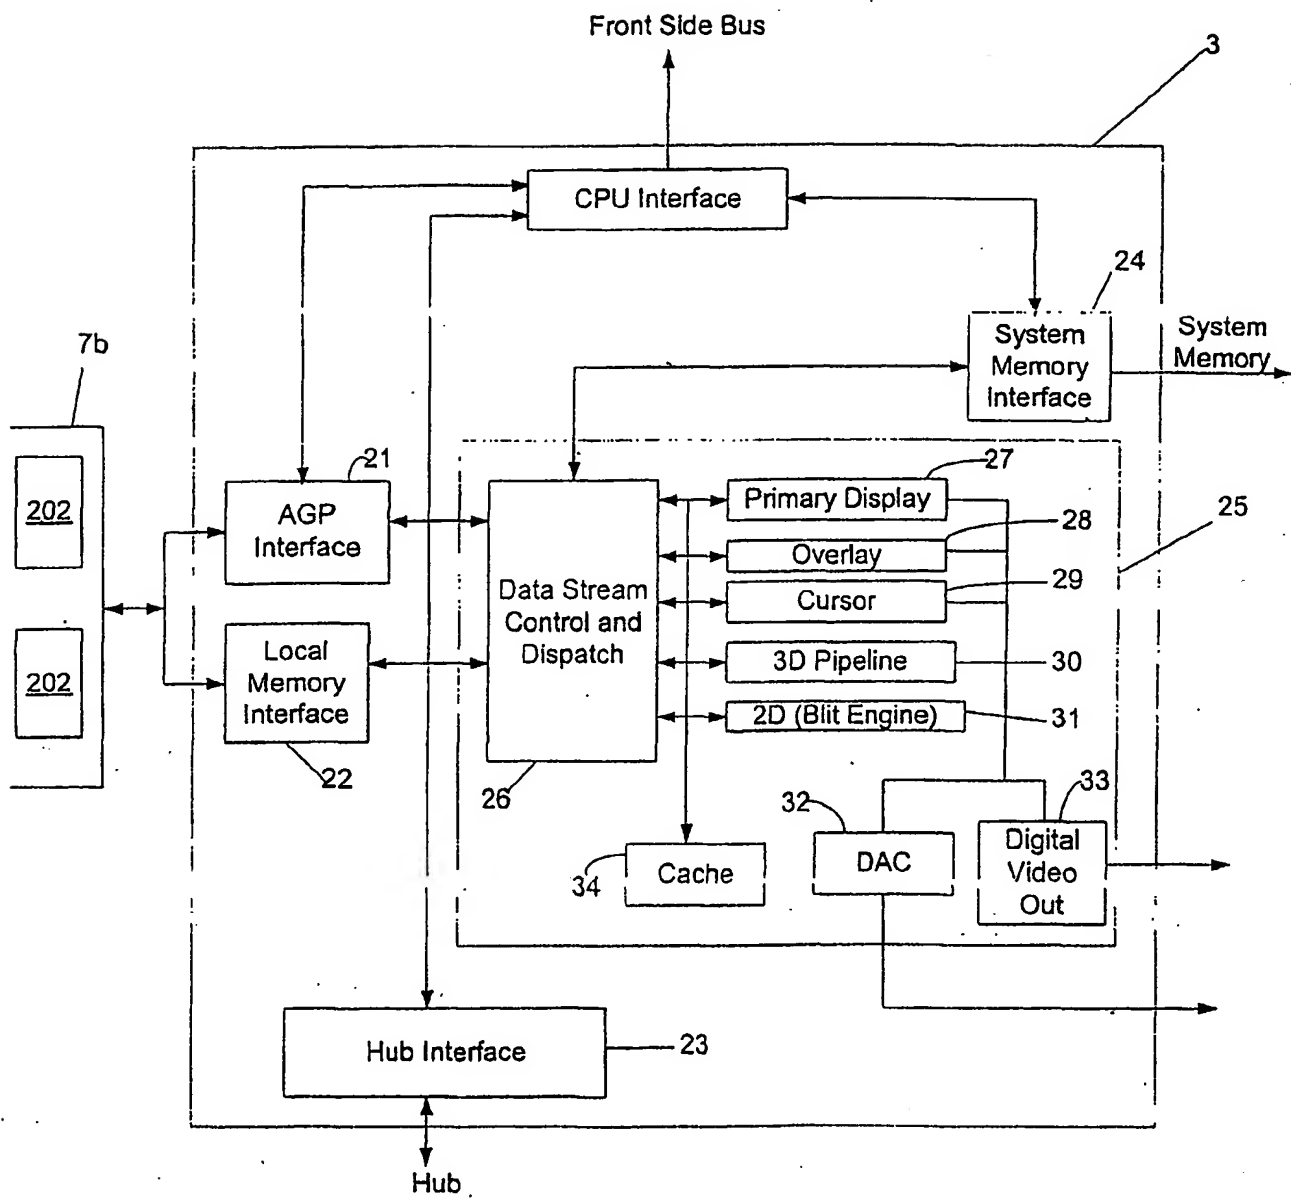 Front Side Bus
3
CPU Interface
24
System
Memory
Interface
System
Memory
7b
202
202
21
AGP
Interface
Local
Memory
Interface
22
Data Stream
Control and
Dispatch
26
Primary Display
27
Overlay
28
25
Cursor
29
3D Pipeline
30
2D (Blit Engine)
31
32
DAC
33
Digital
Video
Out
34
Cache
Hub Interface
23
Hub